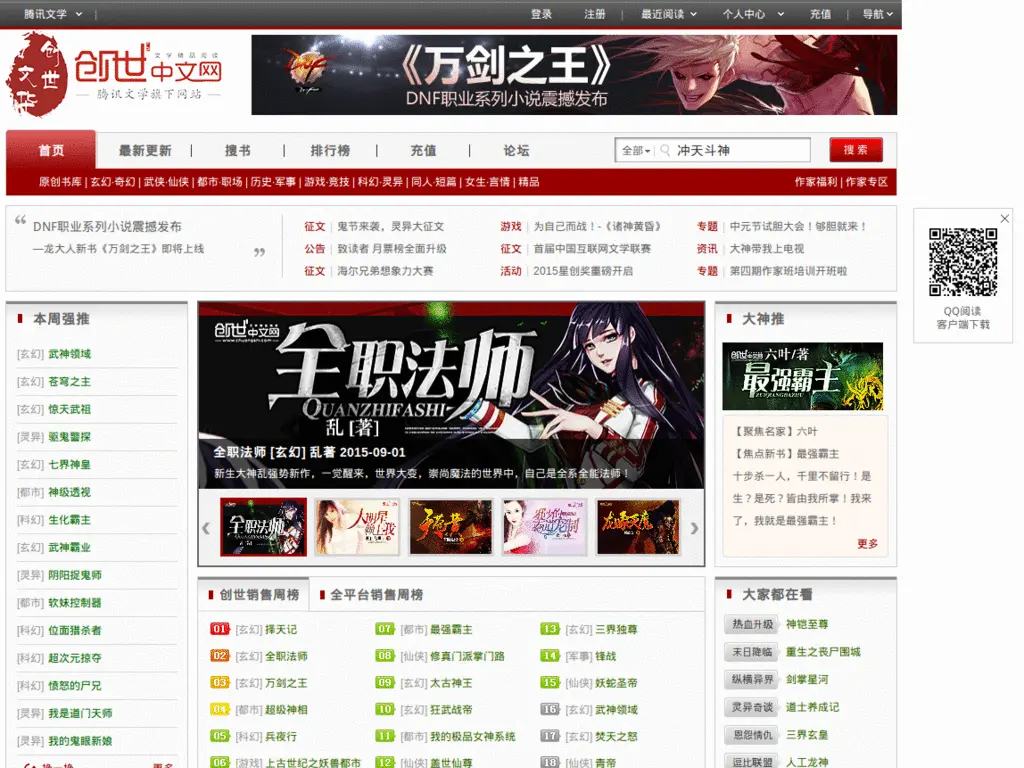 腾讯文学 | 登录 注册 | 最近阅读 个人中心 充值 | 导航
创世文华 创世中文网 文学精品阅读
腾讯文学旗下网站
《万剑之王》
DNF职业系列小说震撼发布
首页 最新更新 | 搜书 | 排行榜 | 充值 | 论坛 全部 冲天斗神 搜索
原创书库 | 玄幻·奇幻 | 武侠·仙侠 | 都市·职场 | 历史·军事 | 游戏·竞技 | 科幻·灵异 | 同人·短篇 | 女生·言情 | 精品 作家福利 | 作家专区
“ DNF职业系列小说震撼发布
—龙大人新书《万剑之王》即将上线 ”
征文 | 鬼节来袭，灵异大征文
公告 | 致读者 月票榜全面升级
征文 | 海尔兄弟想象力大赛
游戏 | 为自己而战！-《诸神黄昏》
征文 | 首届中国互联网文学联赛
活动 | 2015星创奖重磅开启
专题 | 中元节试胆大会！够胆就来！
资讯 | 大神带我上电视
专题 | 第四期作家班培训开班啦
QQ阅读
客户端下载
本周强推
[玄幻] 武神领域
[玄幻] 苍穹之主
[玄幻] 惊天武祖
[灵异] 驱鬼警探
[玄幻] 七界神皇
[都市] 神级透视
[科幻] 生化霸主
[玄幻] 武神霸业
[灵异] 阴阳捉鬼师
[都市] 软妹控制器
[科幻] 位面猎杀者
[科幻] 超次元掠夺
[科幻] 愤怒的尸兄
[灵异] 我是道门天师
[灵异] 我的鬼眼新娘
换一换 更多
创世中文网
www.chuangshi.com
全职法师
QUANZHIFASHI
乱 [著]
全职法师 [玄幻] 乱著 2015-09-01
新生大神乱强势新作，一觉醒来，世界大变，崇尚魔法的世界中，自己是全系全能法师！
全职法师
大神推
创世中文网 六叶/著
最强霸主
ZUIQIANGBAZHU
【聚焦名家】六叶
【焦点新书】最强霸主
十步杀一人，千里不留行！是
生？是死？皆由我所掌！我来
了，我就是最强霸主！
更多
创世销售周榜 全平台销售周榜
01 [玄幻] 择天记
02 [玄幻] 全职法师
03 [玄幻] 万剑之王
04 [都市] 超级神相
05 [科幻] 兵夜行
06 [游戏] 上古世纪之妖兽都市
07 [都市] 最强霸主
08 [仙侠] 修真门派掌门路
09 [玄幻] 太古神王
10 [玄幻] 狂武战帝
11 [都市] 我的极品女神系统
12 [仙侠] 盖世仙尊
13 [玄幻] 三界独尊
14 [军事] 锋战
15 [仙侠] 妖蛇圣帝
16 [玄幻] 武神领域
17 [玄幻] 焚天之怒
18 [仙侠] 青帝
大家都在看
热血升级 神铠至尊
末日降临 重生之丧尸围城
纵横异界 剑掌星河
灵异奇谈 道士养成记
恩怨情仇 三界玄皇
逗比联盟 人工龙神